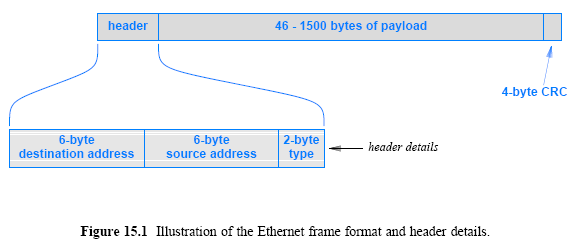 header
46 - 1500 bytes of payload
4-byte CRC
6-byte
destination address
6-byte
source address
2-byte
type
header details
Figure 15.1 Illustration of the Ethernet frame format and header details.